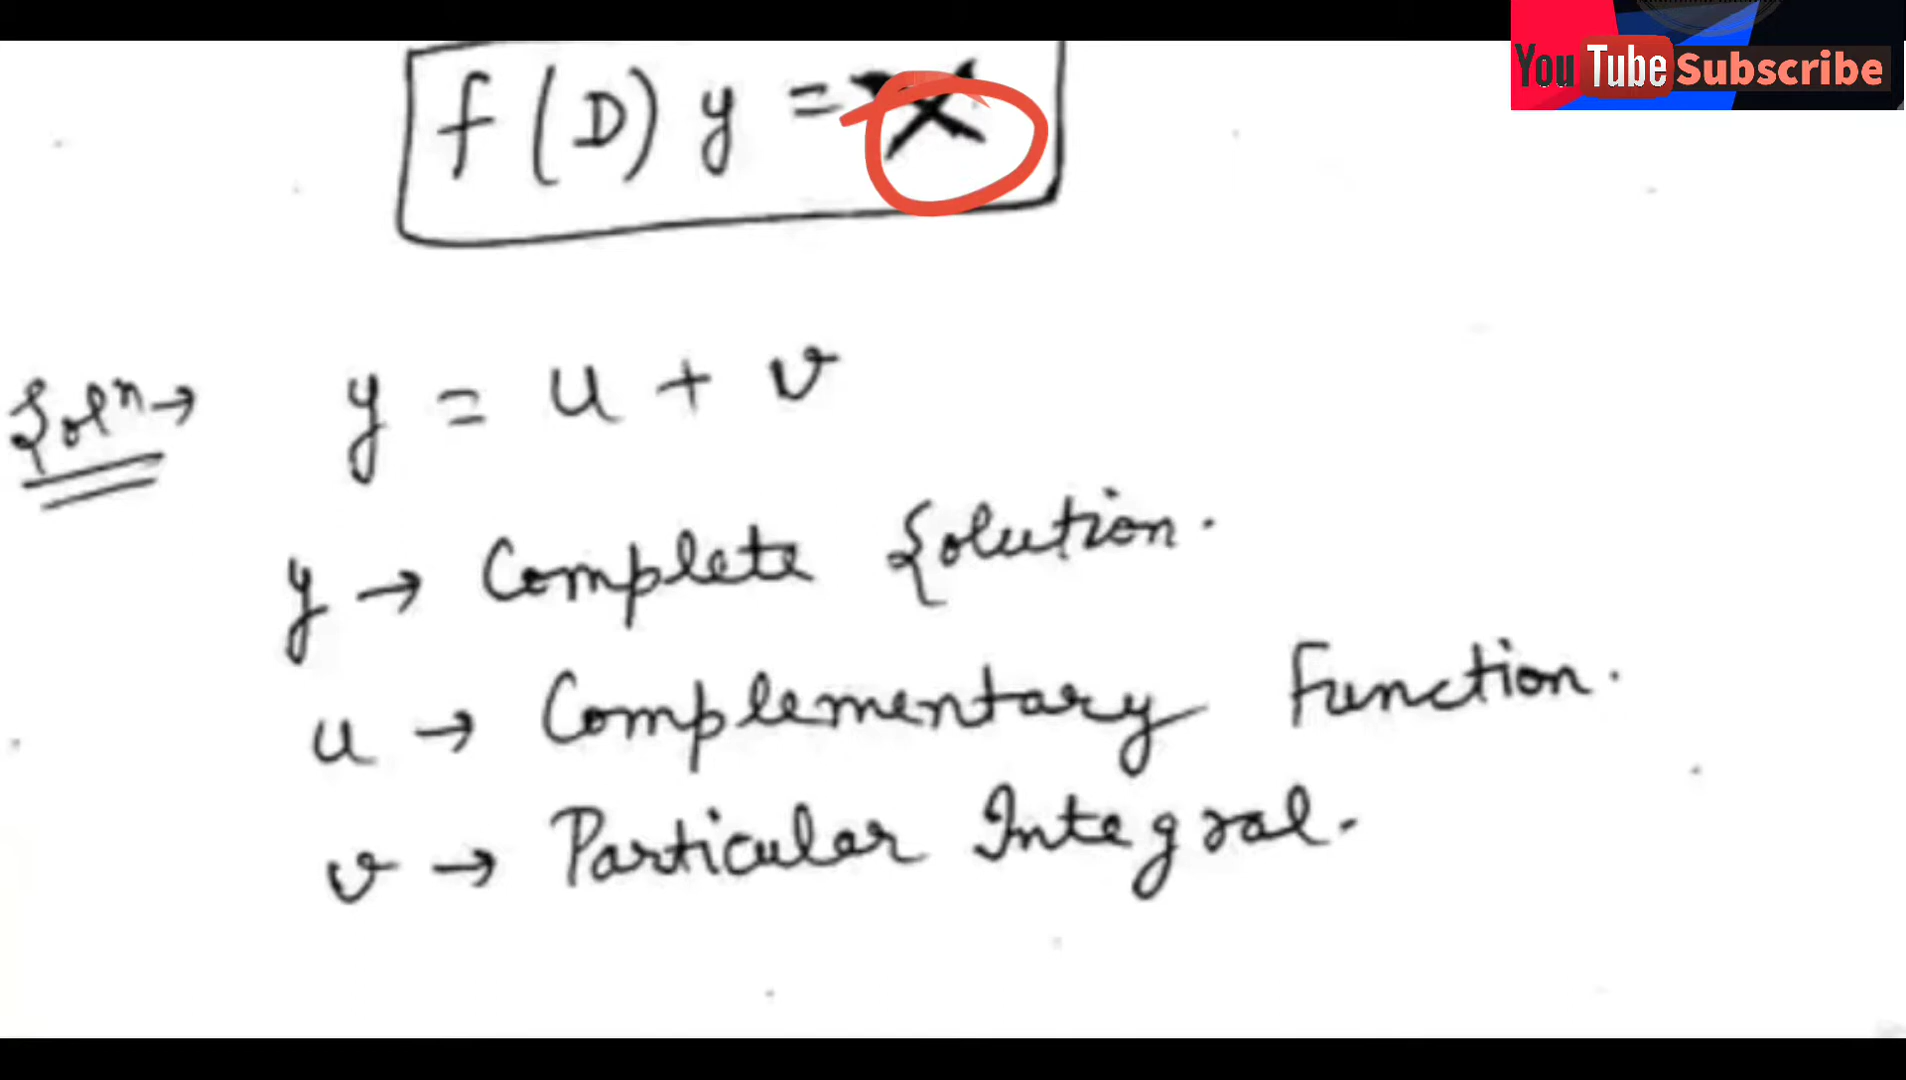 YouTube Subscribe
f(D) y = X
Solⁿ → y = u + v
y → Complete Solution.
u → Complementary Function.
v → Particular Integral.